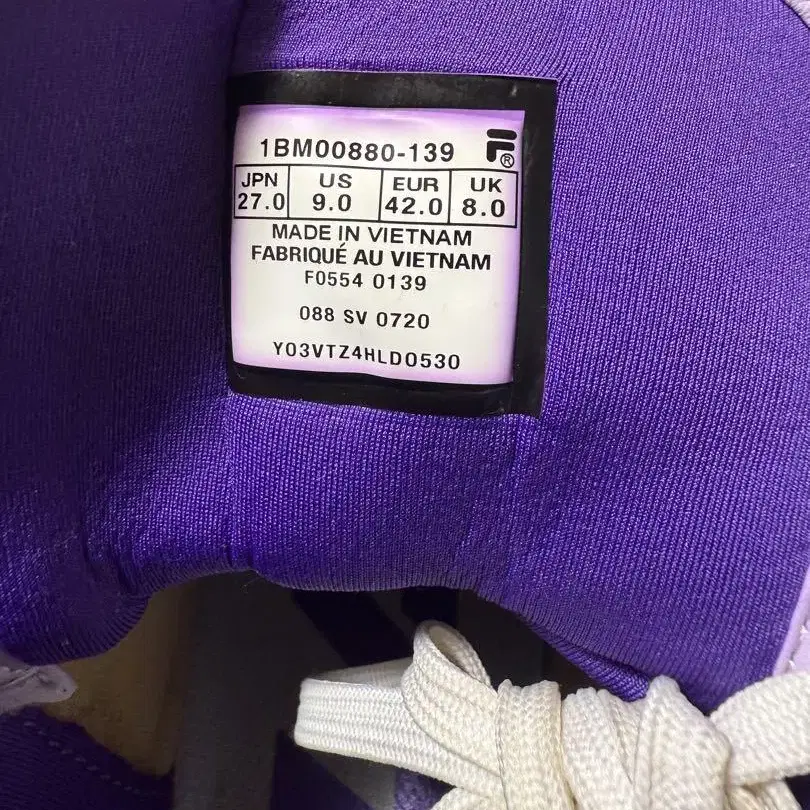 1BM00880-139
F®
JPN US EUR UK
27.0 9.0 42.0 8.0
MADE IN VIETNAM
FABRIQUÉ AU VIETNAM
F0554 0139
088 SV 0720
Y03VTZ4HLD0530